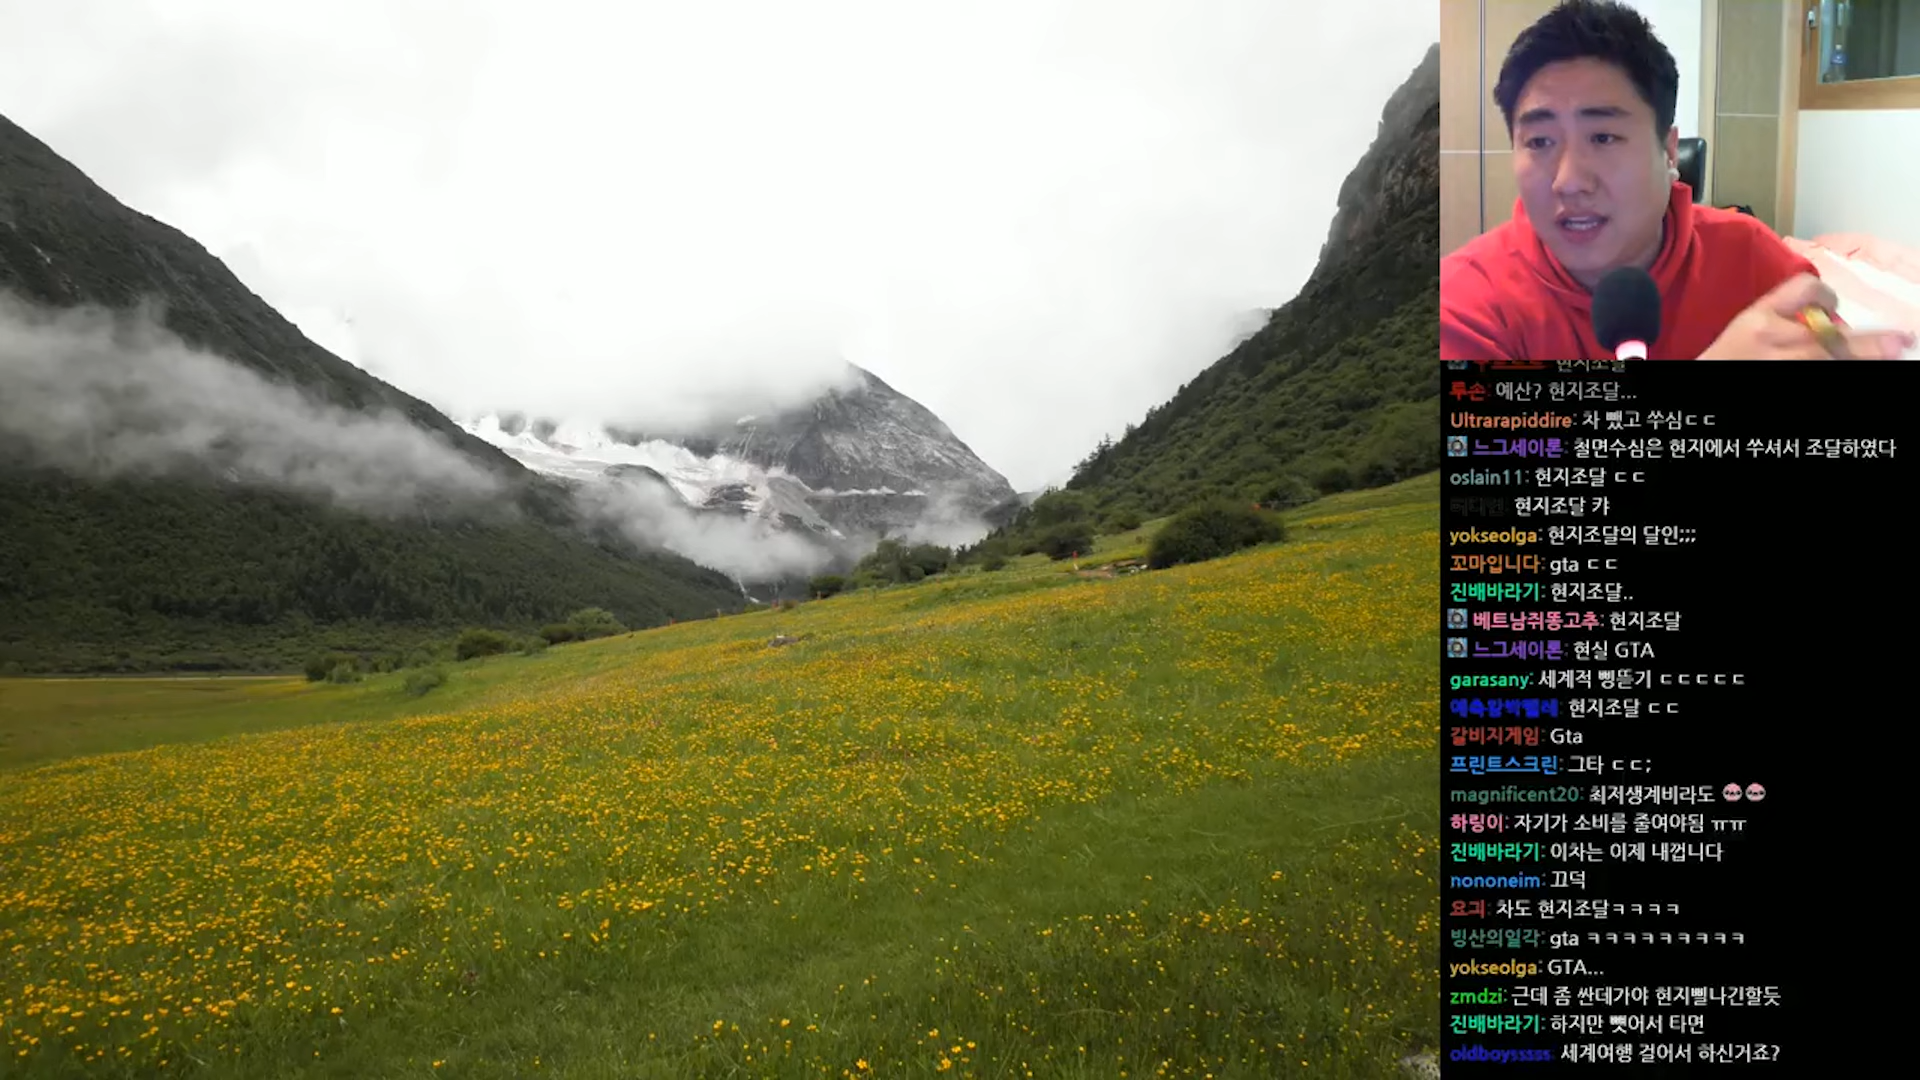 현지조달
루손: 예산? 현지조달...
Ultrarapiddire: 차 뺐고 쑤심ㄷㄷ
느그세이론: 철면수심은 현지에서 쑤셔서 조달하였다
oslain11: 현지조달 ㄷㄷ
현지조달 캬
yokseolga: 현지조달의 달인;;;
꼬마입니다: gta ㄷㄷ
진배바라기: 현지조달..
베트남쥐똥고추: 현지조달
느그세이론: 현실 GTA
garasany: 세계적 삥뜯기 ㄷㄷㄷㄷㄷ
현지조달 ㄷㄷ
갈비지게임: Gta
프린트스크린: 그타 ㄷㄷ;
magnificent20: 최저생계비라도
하링이: 자기가 소비를 줄여야됨 ㅠㅠ
진배바라기: 이차는 이제 내껍니다
nononeim: 끄덕
요긔: 차도 현지조달ㅋㅋㅋㅋ
빙산의일각: gta ㅋㅋㅋㅋㅋㅋㅋㅋㅋ
yokseolga: GTA...
zmdzi: 근데 좀 싼데가야 현지삘나긴할듯
진배바라기: 하지만 뺏어서 타면
oldboysssss: 세계여행 걸어서 하신거죠?